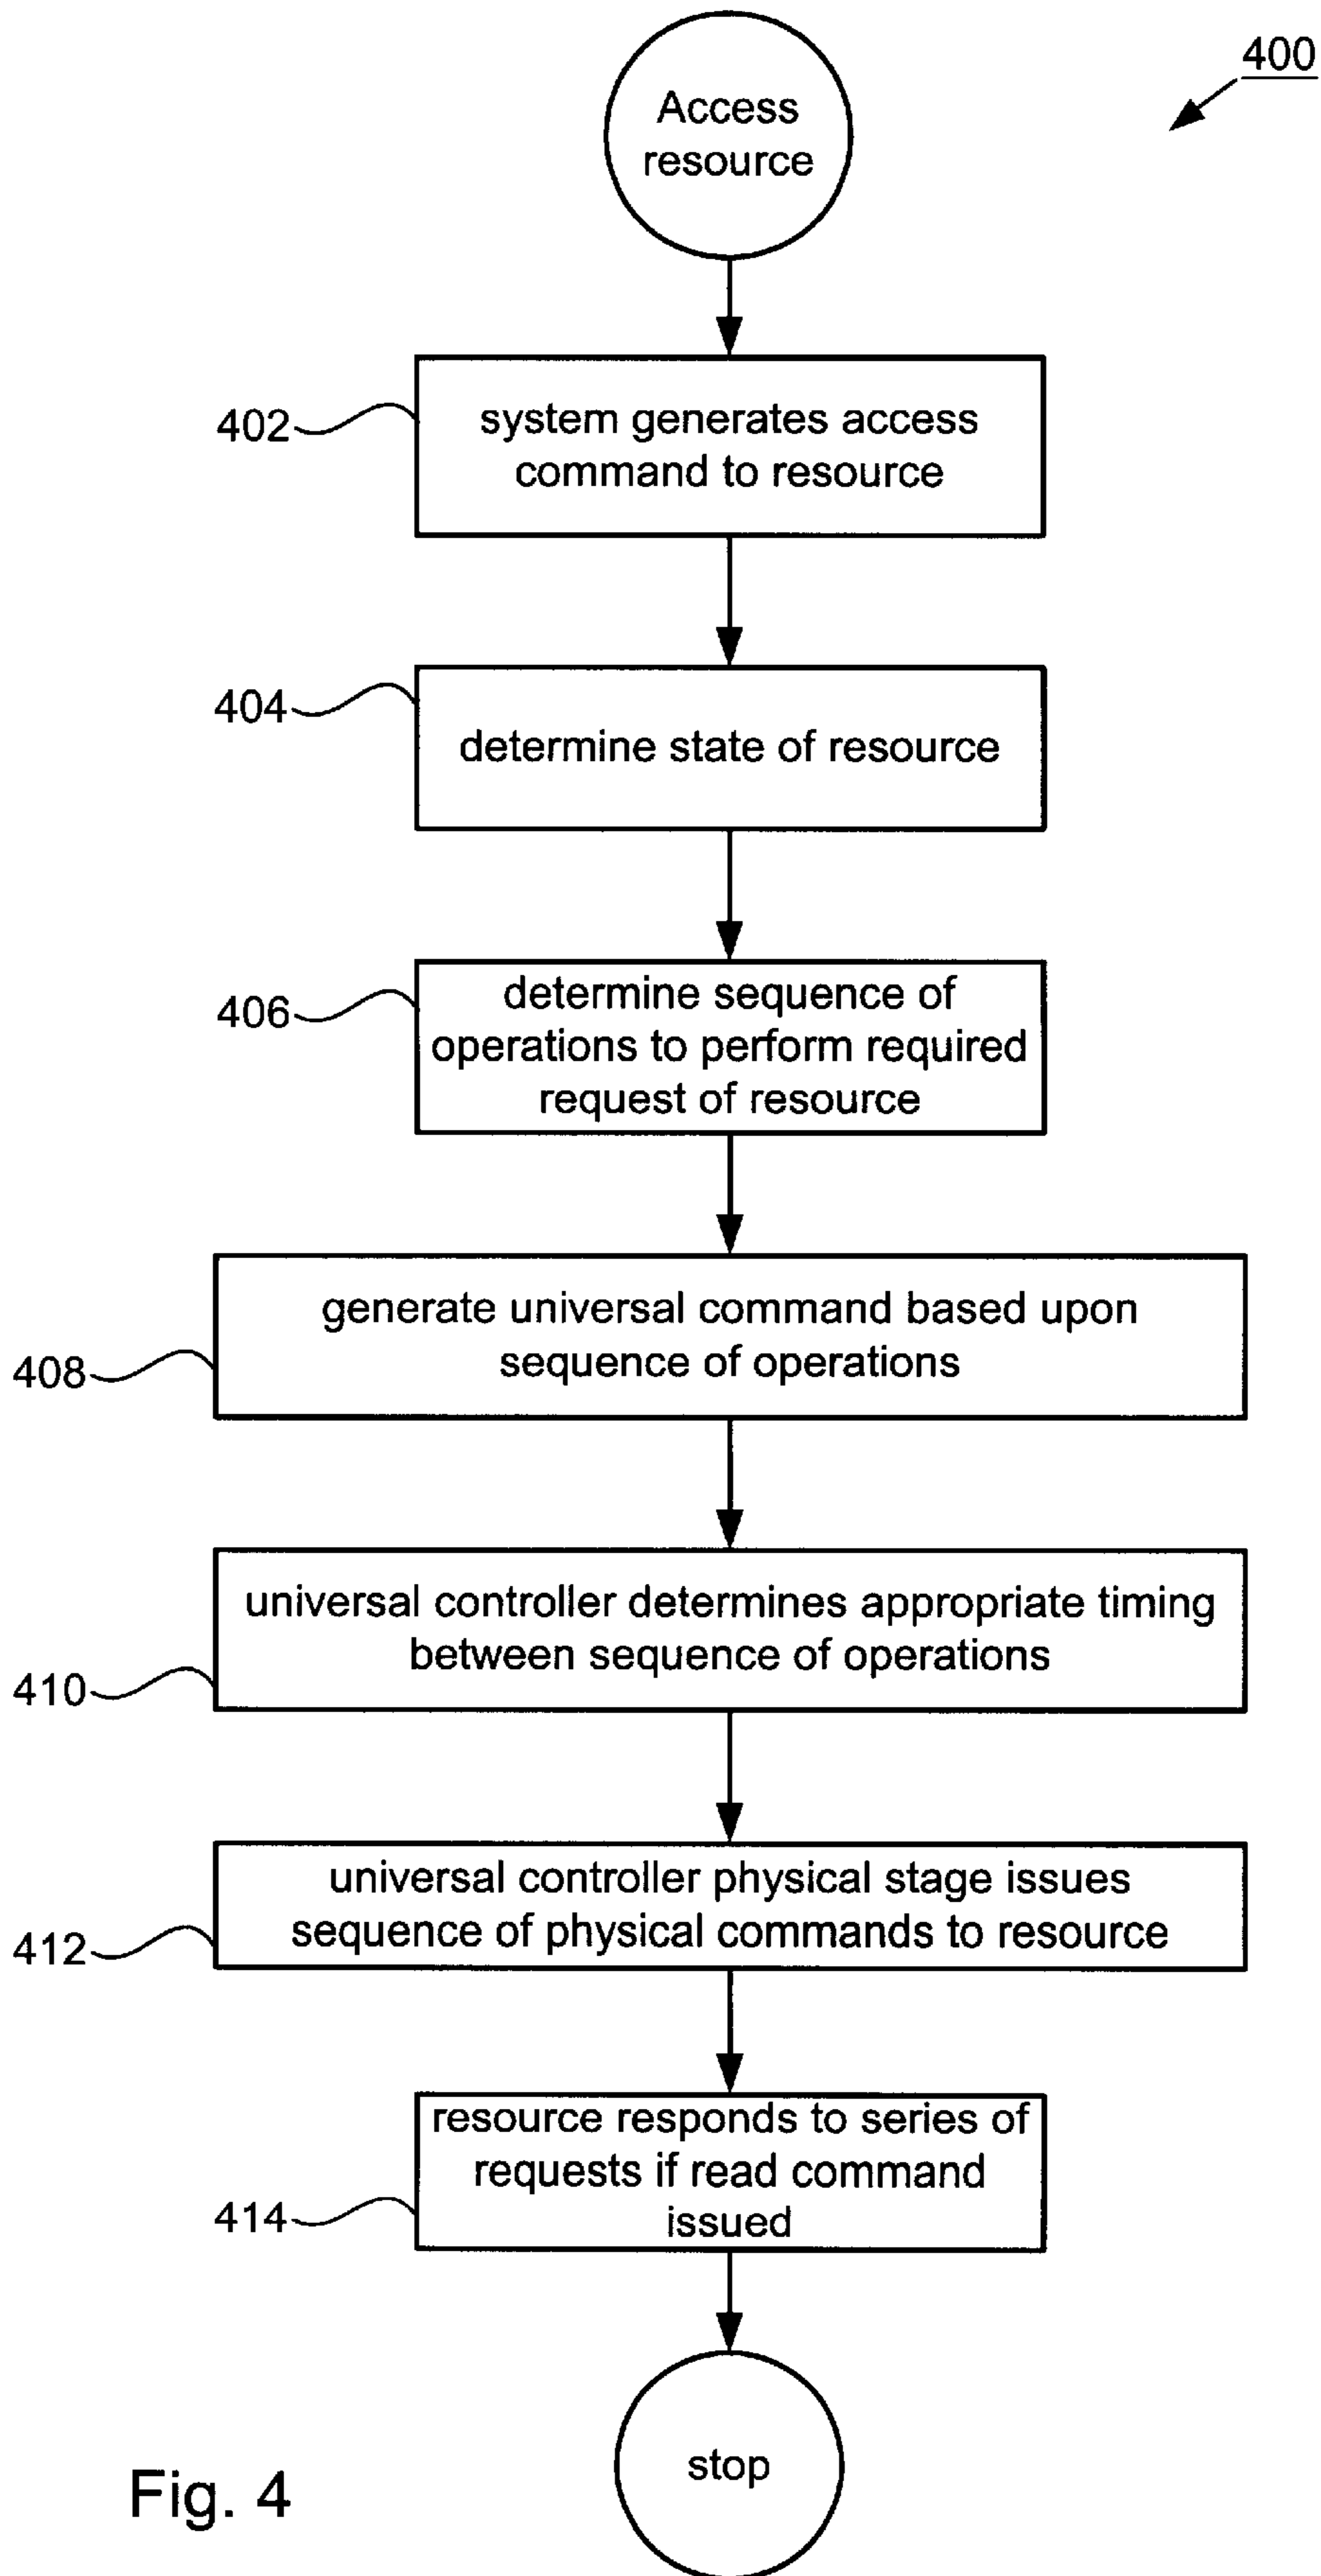 400
Access
resource
402
system generates access
command to resource
404
determine state of resource
406
determine sequence of
operations to perform required
request of resource
408
generate universal command based upon
sequence of operations
410
universal controller determines appropriate timing
between sequence of operations
412
universal controller physical stage issues
sequence of physical commands to resource
414
resource responds to series of
requests if read command
issued
stop
Fig. 4